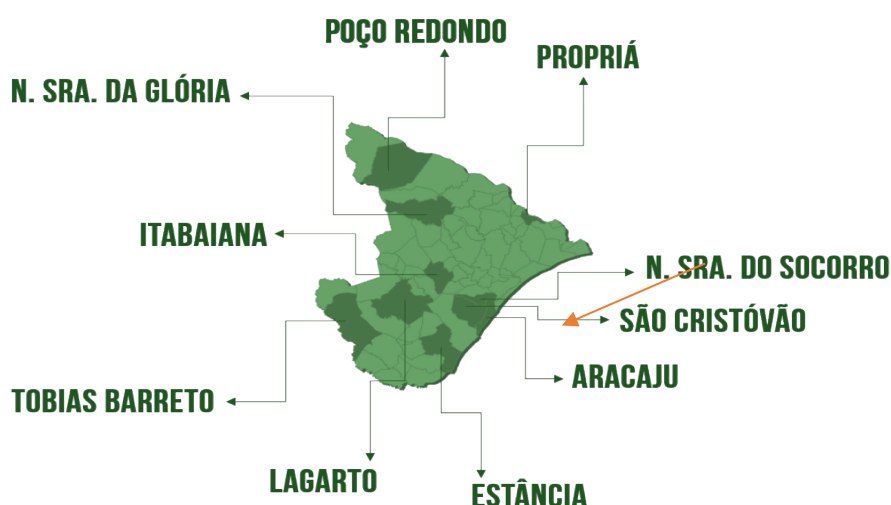 POÇO REDONDO
PROPRIÁ
N. SRA. DA GLÓRIA
ITABAIANA
N. SRA. DO SOCORRO
SÃO CRISTÓVÃO
ARACAJU
TOBIAS BARRETO
LAGARTO
ESTÂNCIA